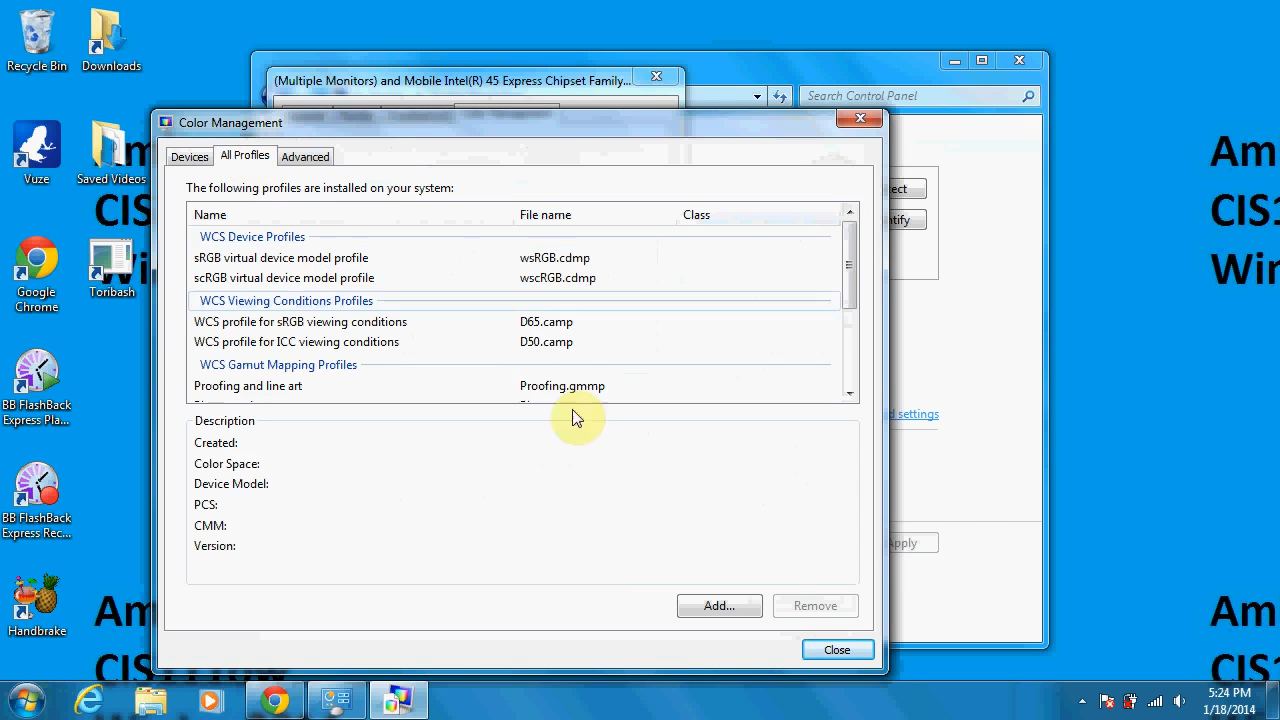 Recycle Bin
Downloads
Vuze
Saved Videos
Google
Chrome
Toribash
BB FlashBack
Express Pla...
BB FlashBack
Express Rec...
Handbrake
Am
CIS1
Win
Am
CIS1
(Multiple Monitors) and Mobile Intel(R) 45 Express Chipset Family...
Search Control Panel
ect
ntify
d settings
Apply
Color Management
Devices
All Profiles
Advanced
The following profiles are installed on your system:
Name File name Class
WCS Device Profiles
sRGB virtual device model profile wsRGB.cdmp
scRGB virtual device model profile wscRGB.cdmp
WCS Viewing Conditions Profiles
WCS profile for sRGB viewing conditions D65.camp
WCS profile for ICC viewing conditions D50.camp
WCS Gamut Mapping Profiles
Proofing and line art Proofing.gmmp
Description
Created:
Color Space:
Device Model:
PCS:
CMM:
Version:
Add... Remove
Close
5:24 PM
1/18/2014